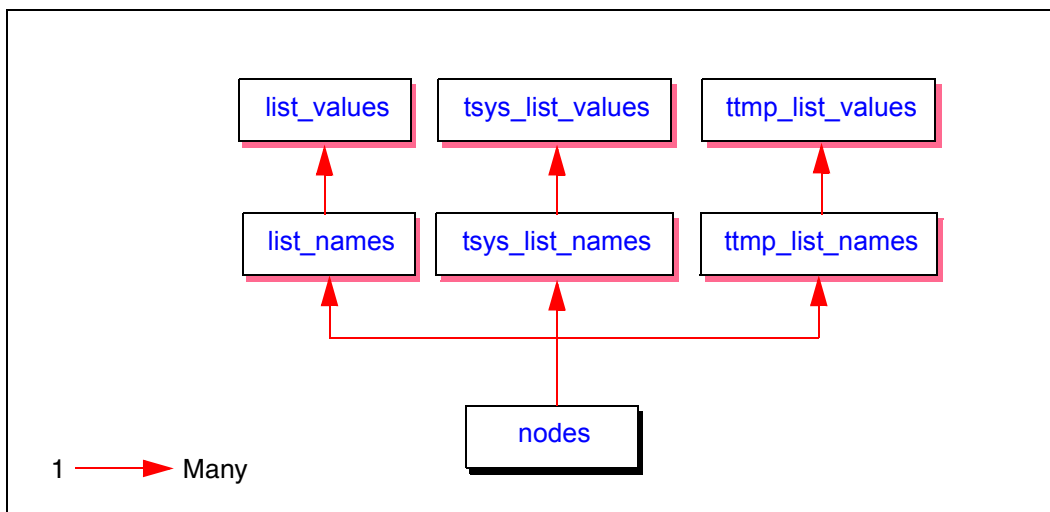 list_values tsys_list_values ttmp_list_values
list_names tsys_list_names ttmp_list_names
nodes
1 Many